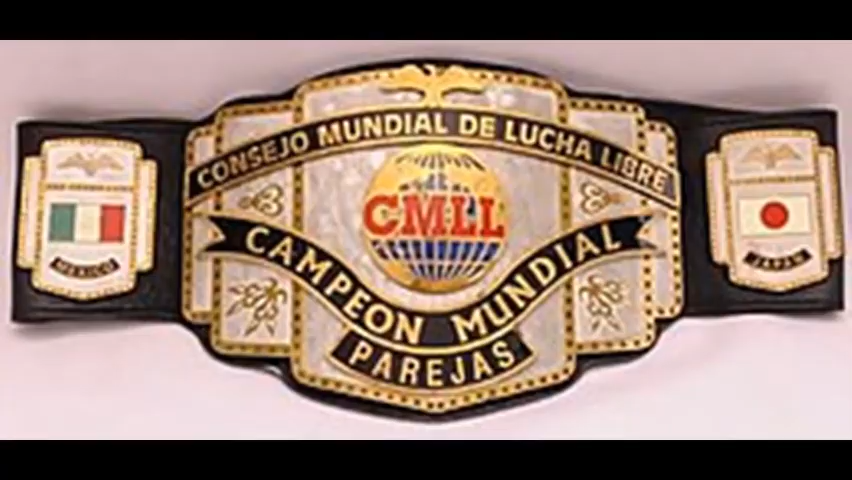 CONSEJO MUNDIAL DE LUCHA LIBRE
CMLL
CAMPEON MUNDIAL
PAREJAS
MEXICO
JAPAN